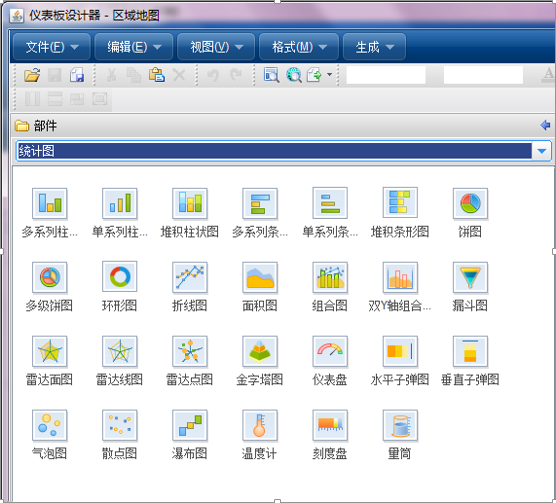 仪表板设计器 - 区域地图
文件(F) 编辑(E) 视图(V) 格式(M) 生成
A
部件
统计图
多系列柱... 单系列柱... 堆积柱状图 多系列条... 单系列条... 堆积条形图 饼图
多级饼图 环形图 折线图 面积图 组合图 双Y轴组合... 漏斗图
雷达面图 雷达线图 雷达点图 金字塔图 仪表盘 水平子弹图 垂直子弹图
气泡图 散点图 瀑布图 温度计 刻度盘 量筒